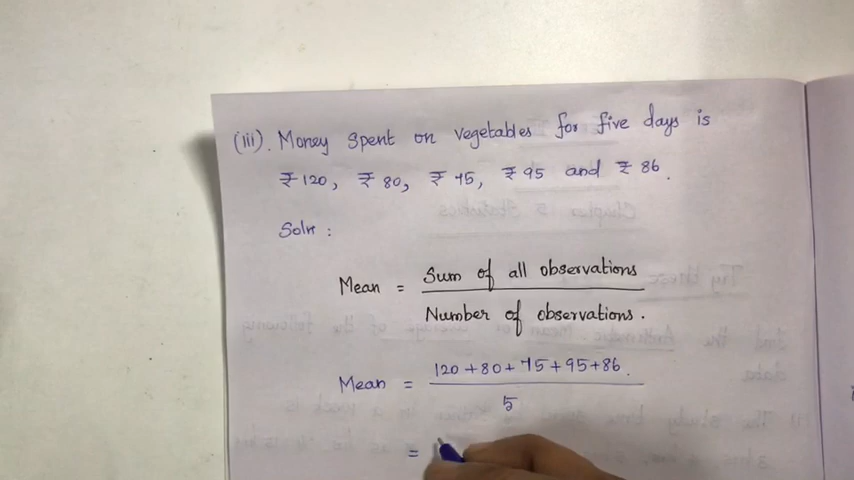 (iii). Money spent on vegetables for five days is
₹120, ₹80, ₹75, ₹95 and ₹86.
Soln :
Mean = Sum of all observations
Number of observations.
Mean = 120+80+75+95+86.
5
=